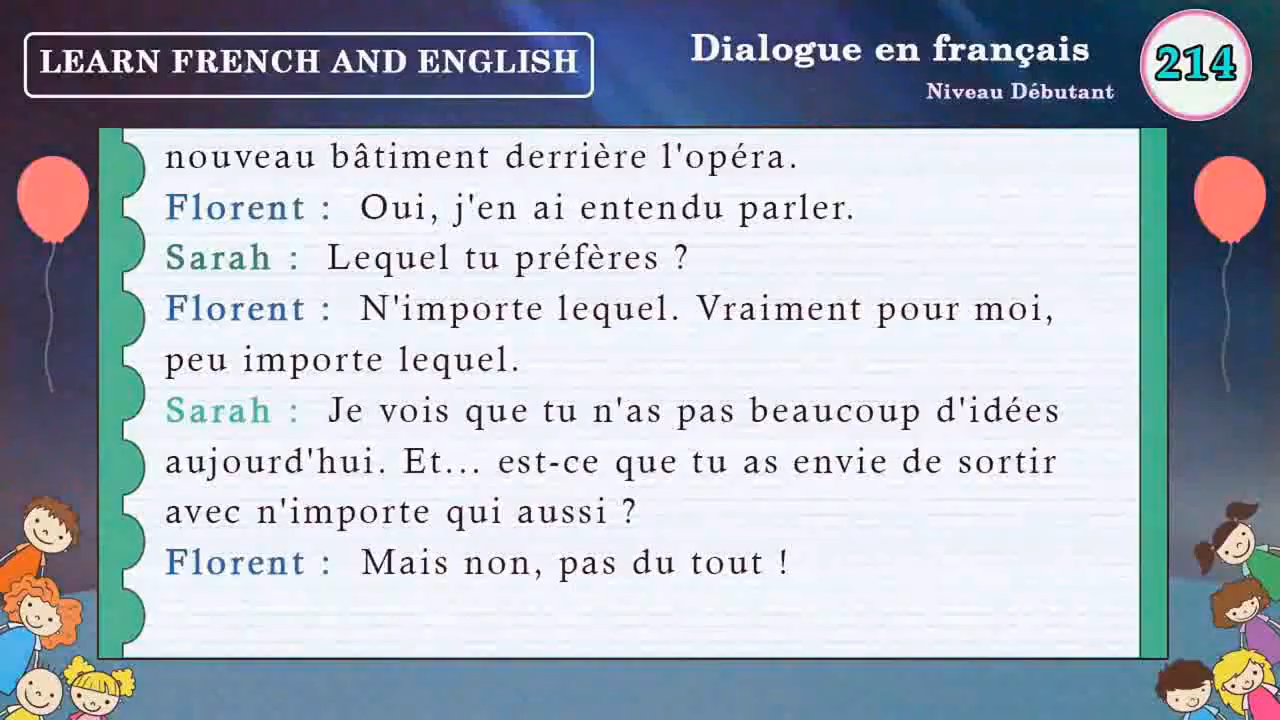 LEARN FRENCH AND ENGLISH
Dialogue en français
Niveau Débutant
214
nouveau bâtiment derrière l'opéra.
Florent : Oui, j'en ai entendu parler.
Sarah : Lequel tu préfères ?
Florent : N'importe lequel. Vraiment pour moi,
peu importe lequel.
Sarah : Je vois que tu n'as pas beaucoup d'idées
aujourd'hui. Et... est-ce que tu as envie de sortir
avec n'importe qui aussi ?
Florent : Mais non, pas du tout !